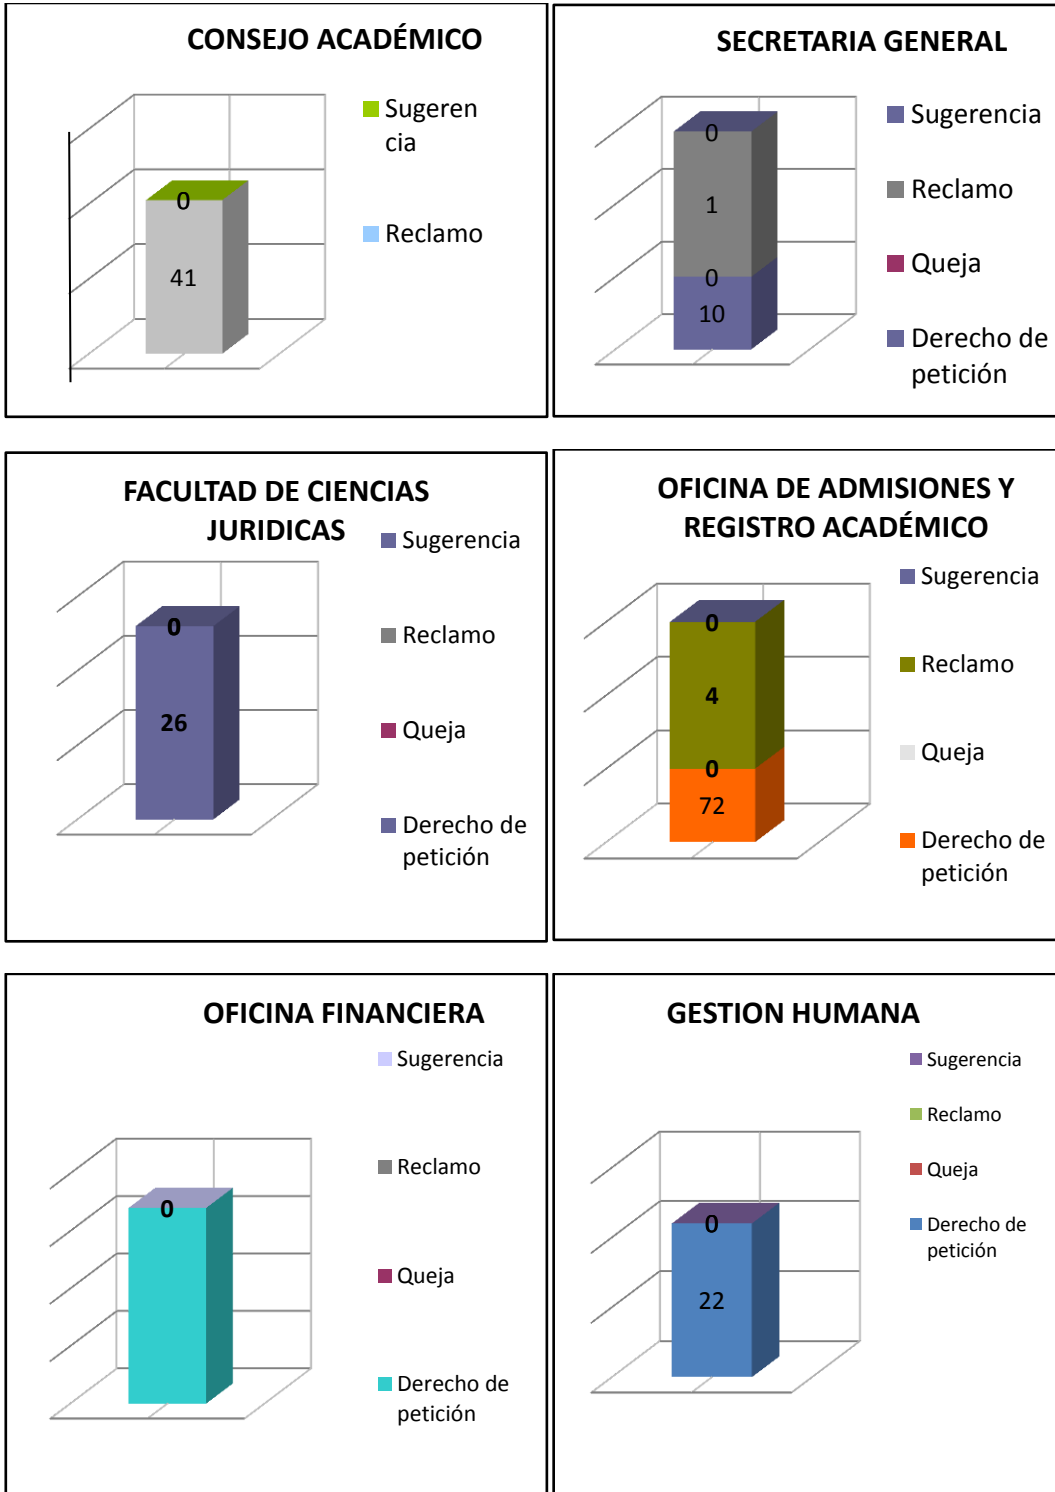 CONSEJO ACADÉMICO
Sugeren
cia
Reclamo
0
41
SECRETARIA GENERAL
Sugerencia
Reclamo
Queja
Derecho de
petición
0
1
0
10
FACULTAD DE CIENCIAS
JURIDICAS
Sugerencia
Reclamo
Queja
Derecho de
petición
0
26
OFICINA DE ADMISIONES Y
REGISTRO ACADÉMICO
Sugerencia
Reclamo
Queja
Derecho de
petición
0
4
0
72
OFICINA FINANCIERA
Sugerencia
Reclamo
Queja
Derecho de
petición
0
GESTION HUMANA
Sugerencia
Reclamo
Queja
Derecho de
petición
0
22